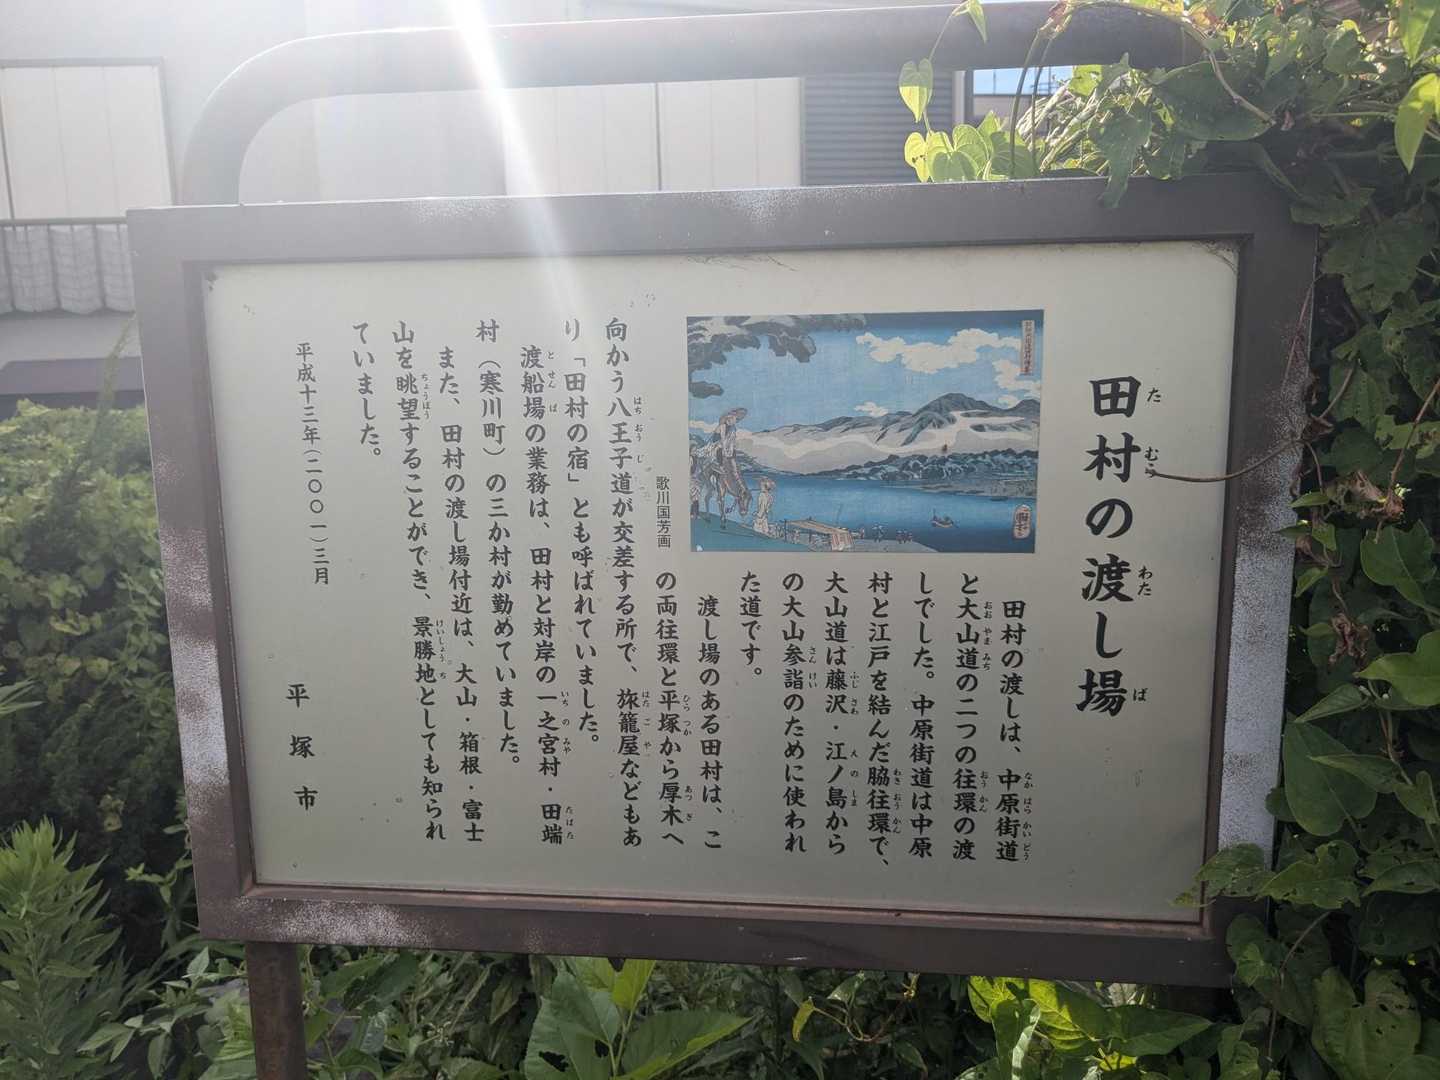 田村の渡し場
田村の渡しは、中原街道
と大山道の二つの往環の渡
しでした。中原街道は中原
村と江戸を結んだ脇往環で、
大山道は藤沢・江ノ島から
の大山参詣のために使われ
た道です。
渡し場のある田村は、こ
の両往環と平塚から厚木へ
向かう八王子道が交差する所で、旅籠屋などもあ
り「田村の宿」とも呼ばれていました。
渡船場の業務は、田村と対岸の一之宮村・田端
村（寒川町）の三か村が勤めていました。
また、田村の渡し場付近は、大山・箱根・富士
山を眺望することができ、景勝地としても知られ
ていました。
歌川国芳画
平成十三年（二〇〇一）三月
平塚市